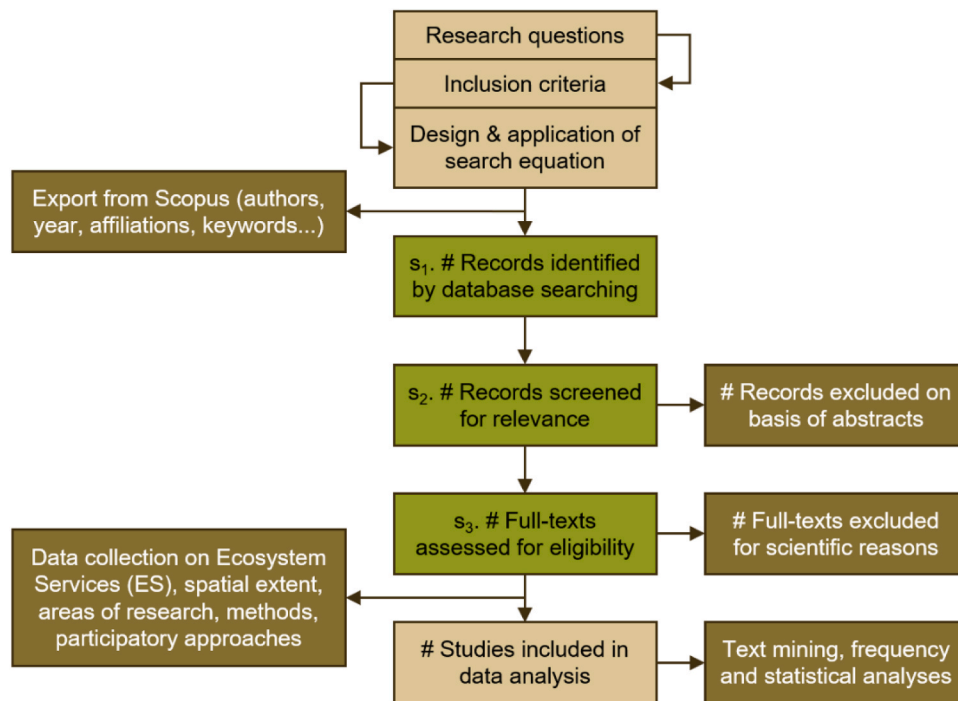 Research questions
Inclusion criteria
Design & application of
search equation
Export from Scopus (authors,
year, affiliations, keywords...)
s₁. # Records identified
by database searching
s₂. # Records screened
for relevance
# Records excluded on
basis of abstracts
s₃. # Full-texts
assessed for eligibility
# Full-texts excluded
for scientific reasons
Data collection on Ecosystem
Services (ES), spatial extent,
areas of research, methods,
participatory approaches
# Studies included in
data analysis
Text mining, frequency
and statistical analyses